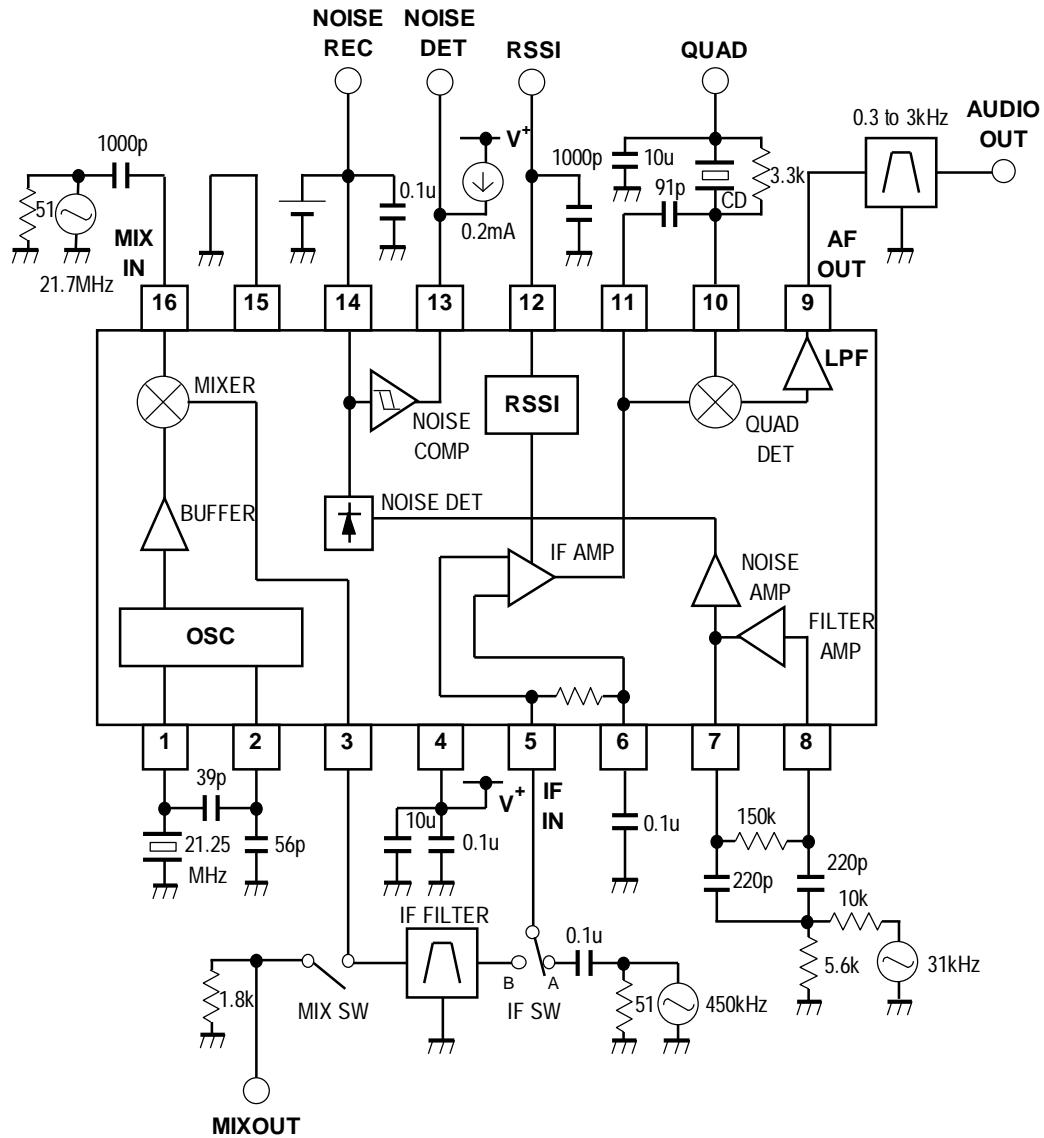 NOISE
REC
NOISE
DET
RSSI
QUAD
0.3 to 3kHz
AUDIO
OUT
1000p
51
MIX
IN
21.7MHz
0.1u
V+
0.2mA
1000p
10u
91p
CD
3.3k
AF
OUT
16
15
14
13
12
11
10
9
MIXER
NOISE
COMP
RSSI
QUAD
DET
LPF
BUFFER
NOISE DET
IF AMP
NOISE
AMP
FILTER
AMP
OSC
1
2
3
4
5
6
7
8
39p
21.25
MHz
56p
10u
0.1u
V+
IF
IN
0.1u
150k
220p
220p
10k
5.6k
31kHz
IF FILTER
0.1u
1.8k
MIX SW
B
A
IF SW
51
450kHz
MIXOUT